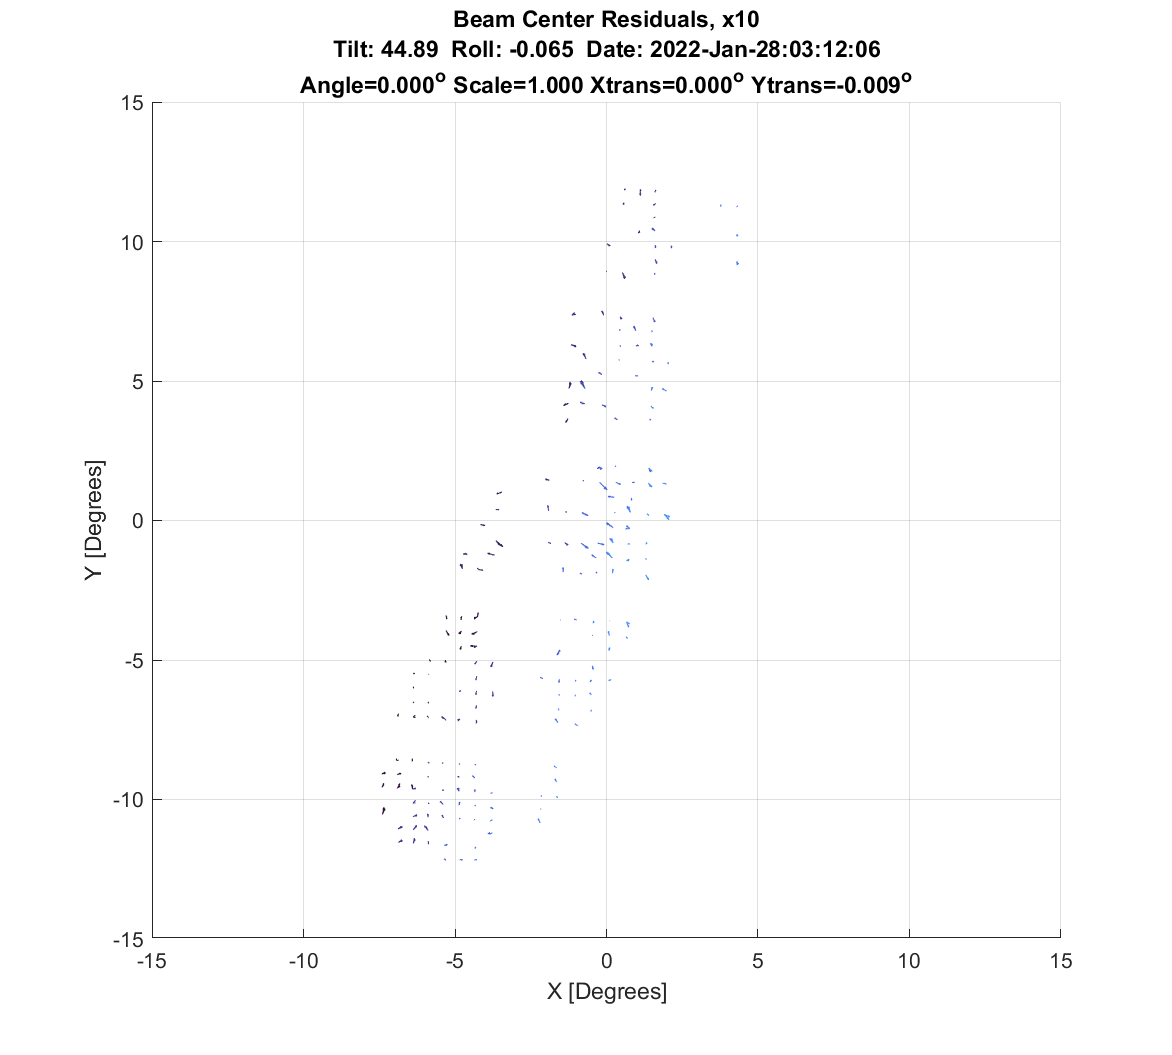 Beam Center Residuals, x10
Tilt: 44.89 Roll: -0.065 Date: 2022-Jan-28:03:12:06
Angle=0.000° Scale=1.000 Xtrans=0.000° Ytrans=-0.009°
15
10
5
0
-5
-10
-15
Y [Degrees]
-15 -10 -5 0 5 10 15
X [Degrees]